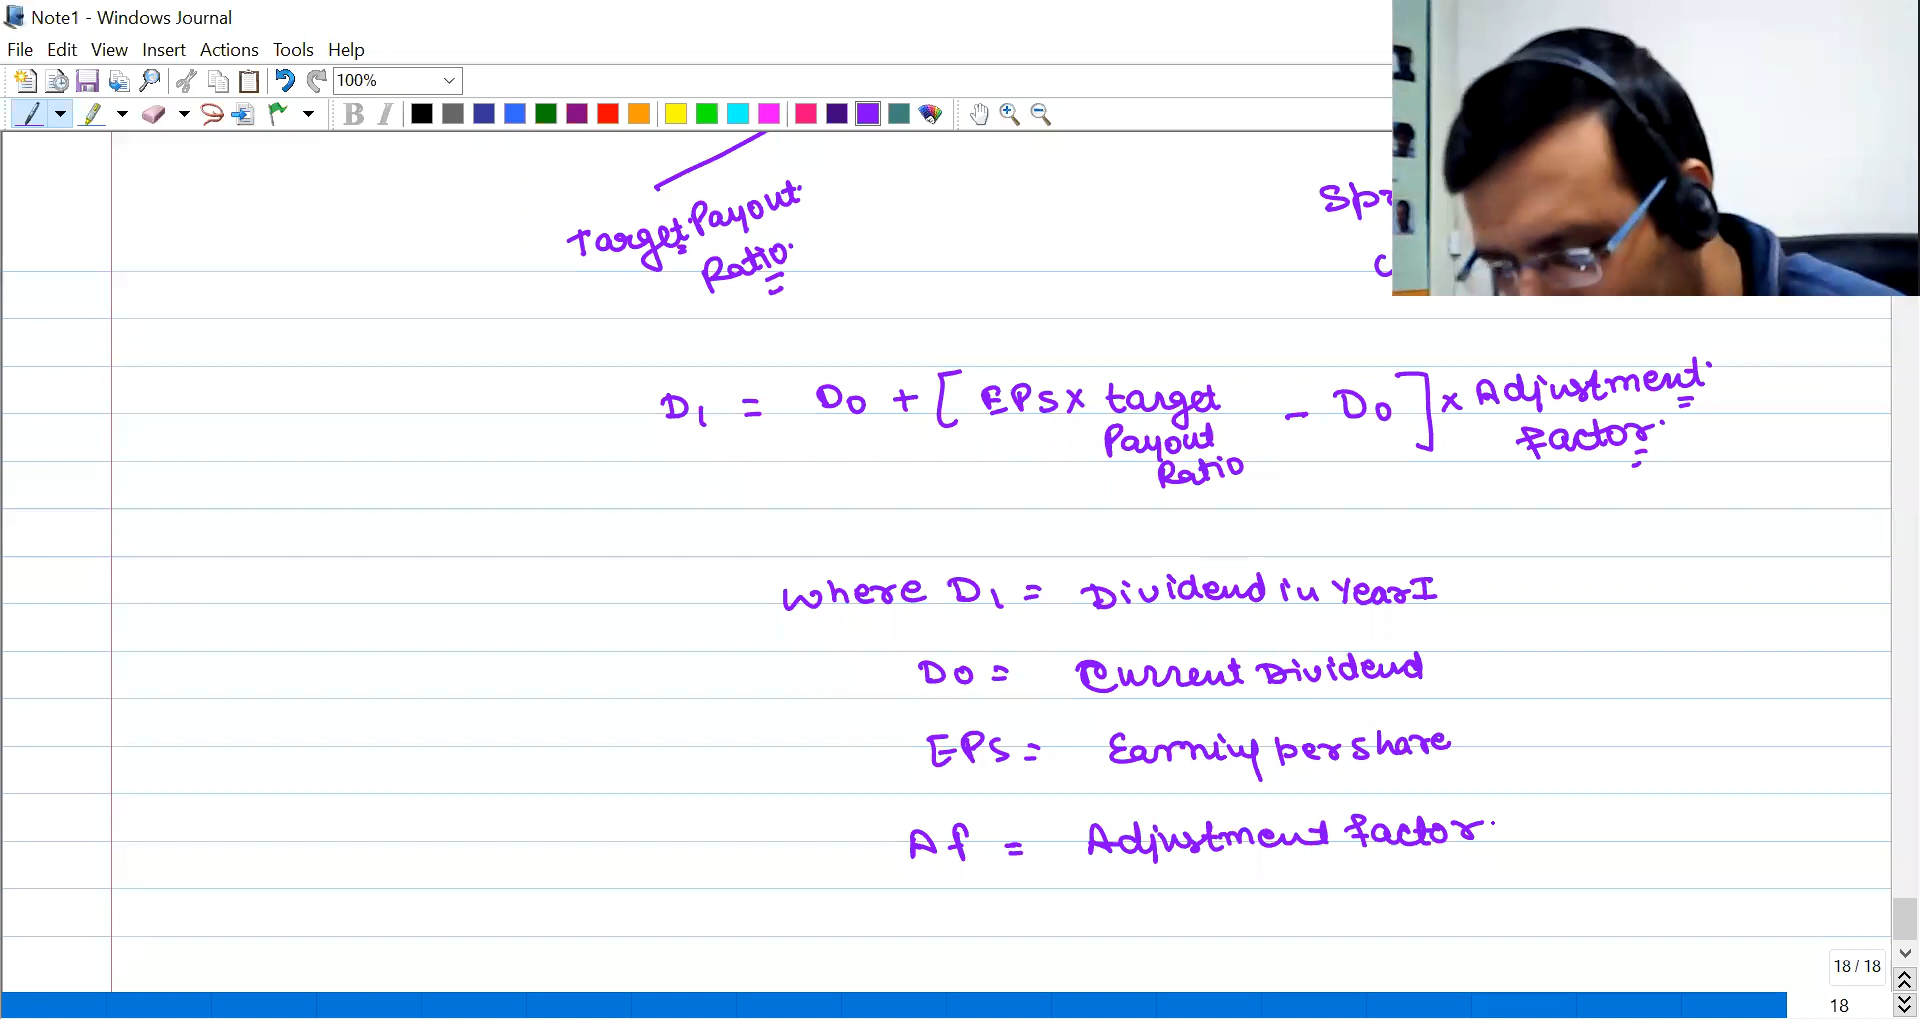 Note1 - Windows Journal
File Edit View Insert Actions Tools Help
100%
B I
Target Payout
Ratio.
D1 = D0 + [EPS x target - D0] x Adjustment.
Payout factor.
Ratio
where D1 = Dividend in Year I
D0 = Current Dividend
EPS = Earning per share
Af = Adjustment factor.
18 / 18
18